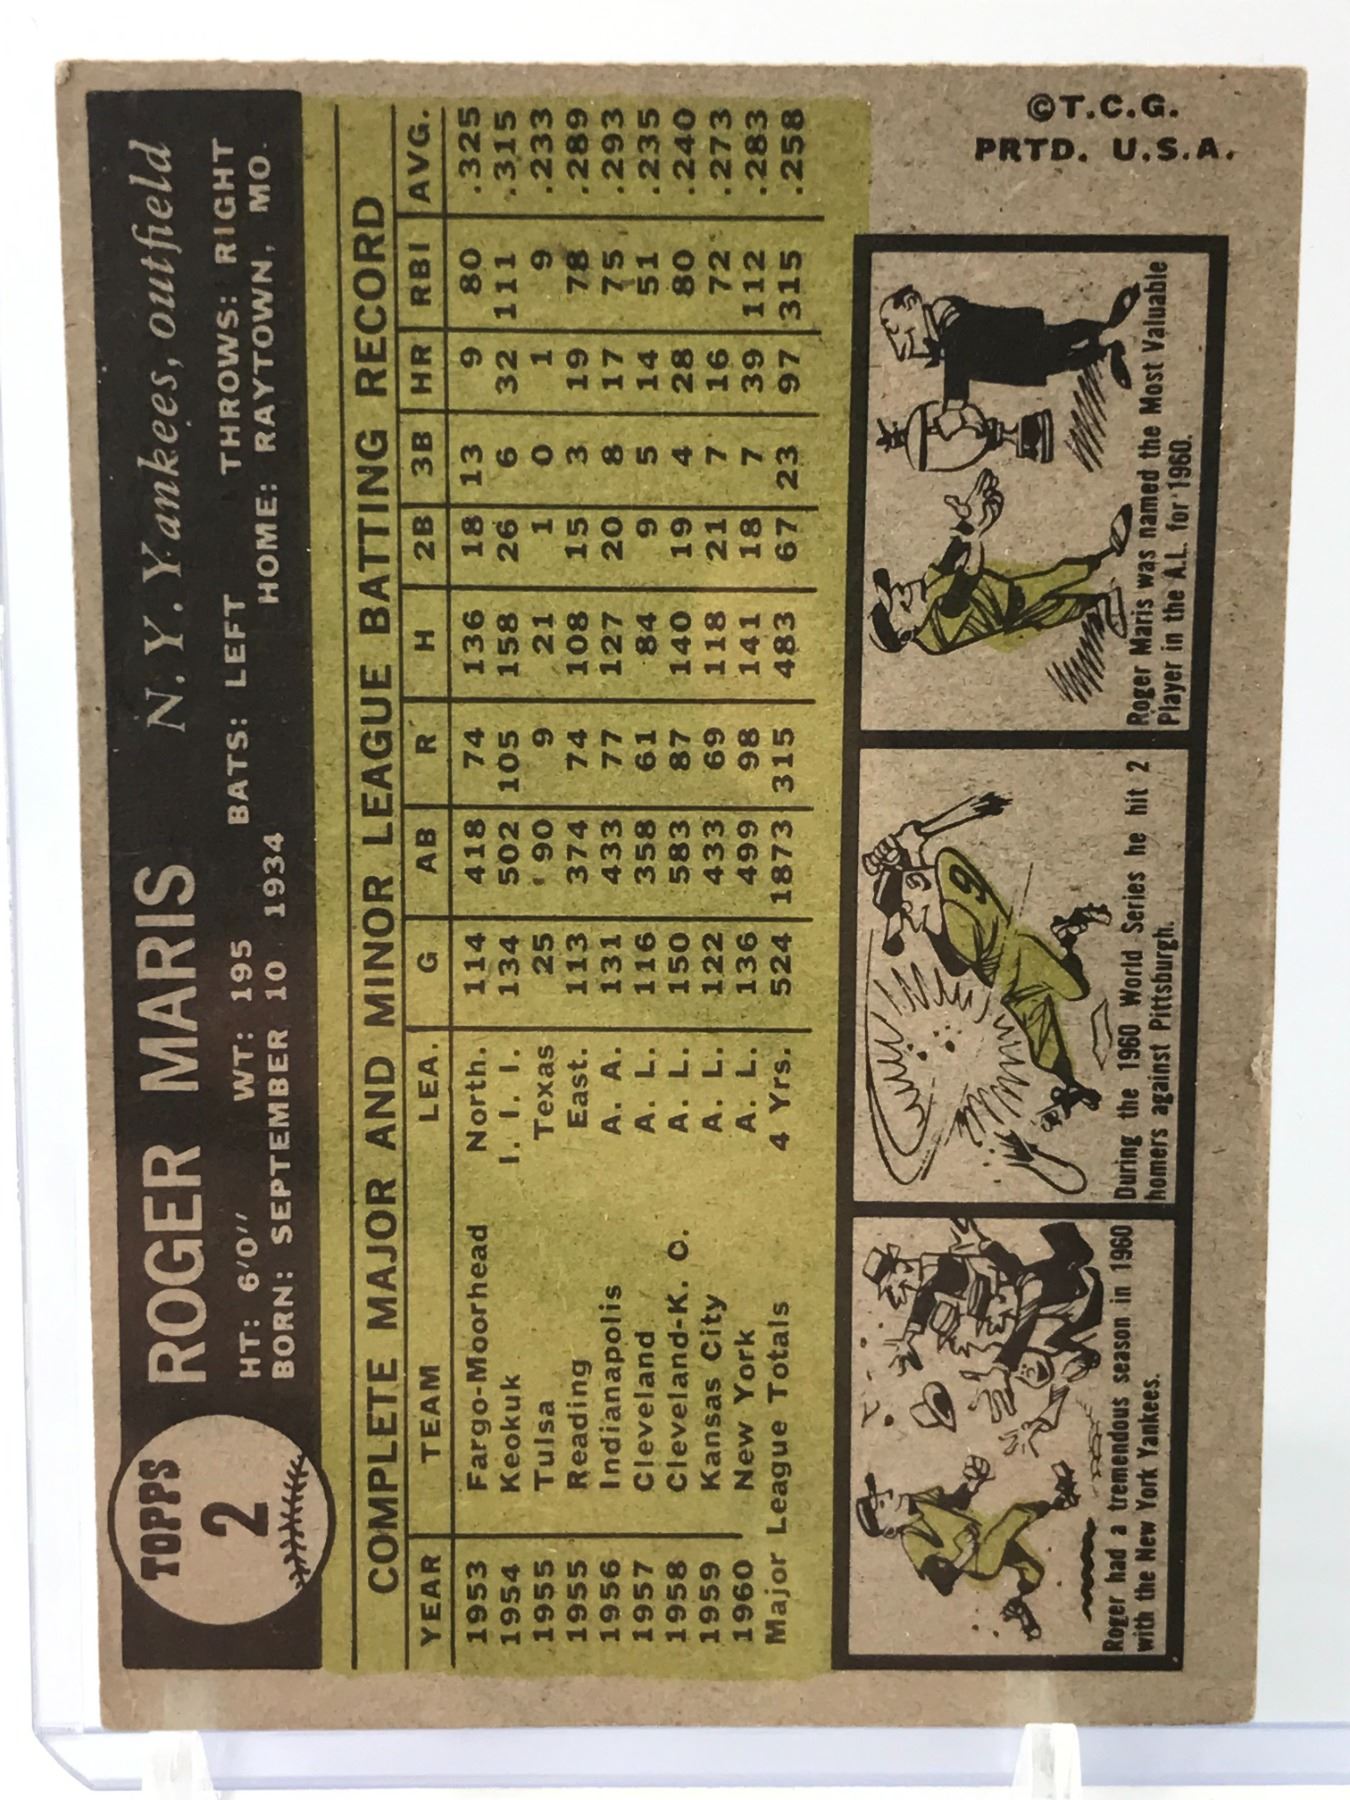 TOPPS
2
ROGER MARIS N. Y. Yankees, outfield
HT: 6'0" WT: 195 BATS: LEFT THROWS: RIGHT
BORN: SEPTEMBER 10 1934 HOME: RAYTOWN, MO.
COMPLETE MAJOR AND MINOR LEAGUE BATTING RECORD
YEAR TEAM LEA. G AB R H 2B 3B HR RBI AVG.
1953 Fargo-Moorhead North. 114 418 74 136 18 13 9 80 .325
1954 Keokuk I. I. I. 134 502 105 158 26 6 32 111 .315
1955 Tulsa Texas 25 90 9 21 1 0 1 9 .233
1955 Reading East. 113 374 74 108 15 3 19 78 .289
1956 Indianapolis A. A. 131 433 77 127 20 8 17 75 .293
1957 Cleveland A. L. 116 358 61 84 9 5 14 51 .235
1958 Cleveland-K. C. A. L. 150 583 87 140 19 4 28 80 .240
1959 Kansas City A. L. 122 433 69 118 21 7 16 72 .273
1960 New York A. L. 136 499 98 141 18 7 39 112 .283
Major League Totals 4 Yrs. 524 1873 315 483 67 23 97 315 .258
Roger had a tremendous season in 1960
with the New York Yankees.
9
During the 1960 World Series he hit 2
homers against Pittsburgh.
Roger Maris was named the Most Valuable
Player in the A.L. for 1960.
©T.C.G.
PRTD. U.S.A.